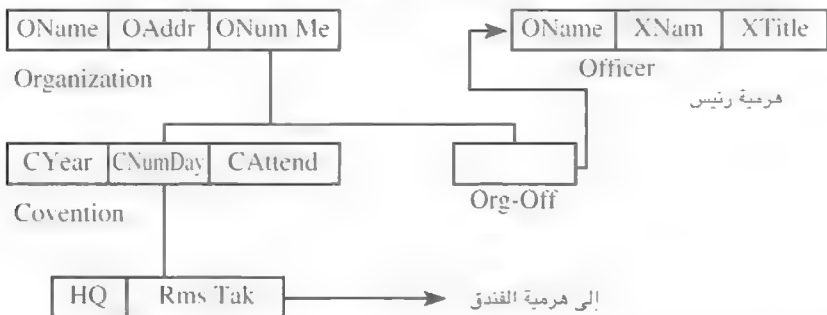 OName OAddr ONum Me
OName XNam XTitle
Organization
Officer
هرمية رئيس
CYear CNumDay CAttend
Org-Off
Covention
HQ Rms Tak
إلى هرمية الفندق